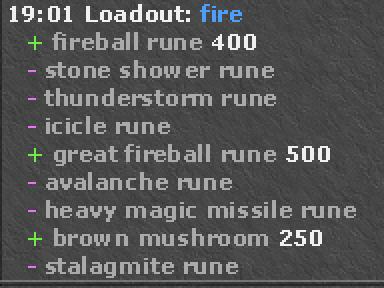 19:01 Loadout: fire
+ fireball rune 400
- stone shower rune
- thunderstorm rune
- icicle rune
+ great fireball rune 500
- avalanche rune
- heavy magic missile rune
+ brown mushroom 250
- stalagmite rune